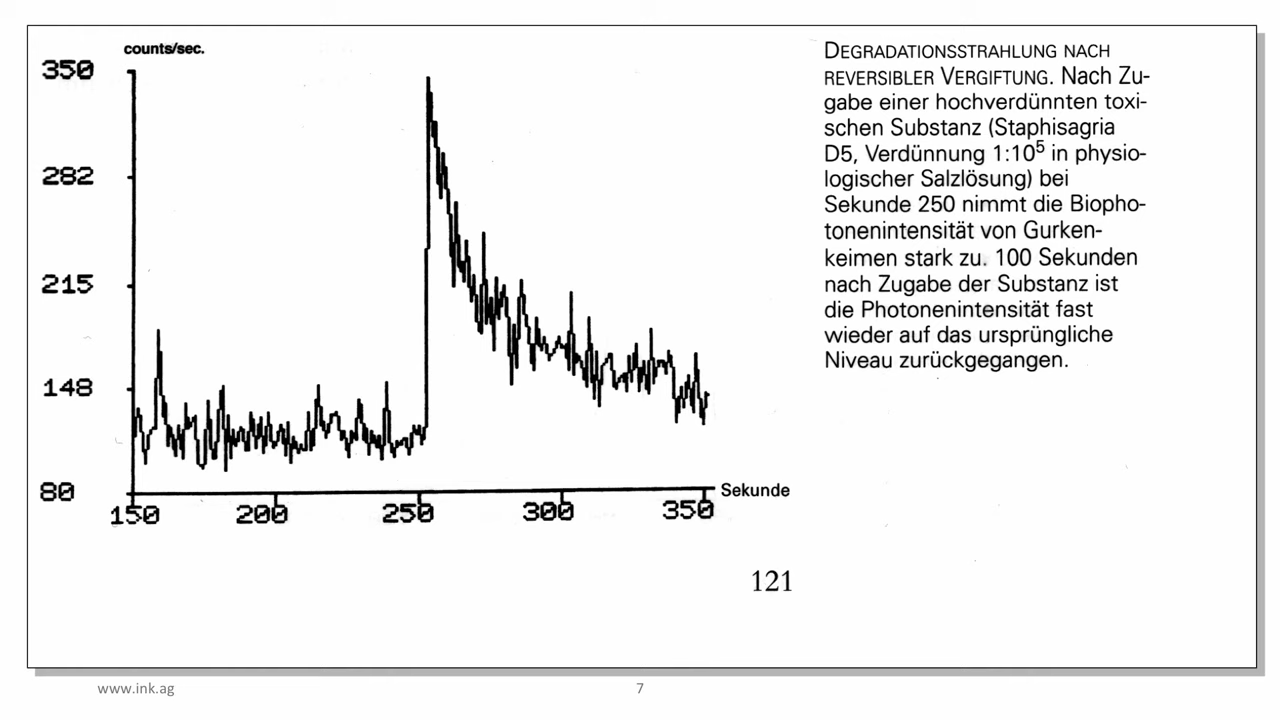 counts/sec.
350
282
215
148
80
150 200 250 300 350
Sekunde
DEGRADATIONSSTRAHLUNG NACH
REVERSIBLER VERGIFTUNG. Nach Zu-
gabe einer hochverdünnten toxi-
schen Substanz (Staphisagria
D5, Verdünnung 1:10⁵ in physio-
logischer Salzlösung) bei
Sekunde 250 nimmt die Biopho-
tonenintensität von Gurken-
keimen stark zu. 100 Sekunden
nach Zugabe der Substanz ist
die Photonenintensität fast
wieder auf das ursprüngliche
Niveau zurückgegangen.
121
www.ink.ag
7